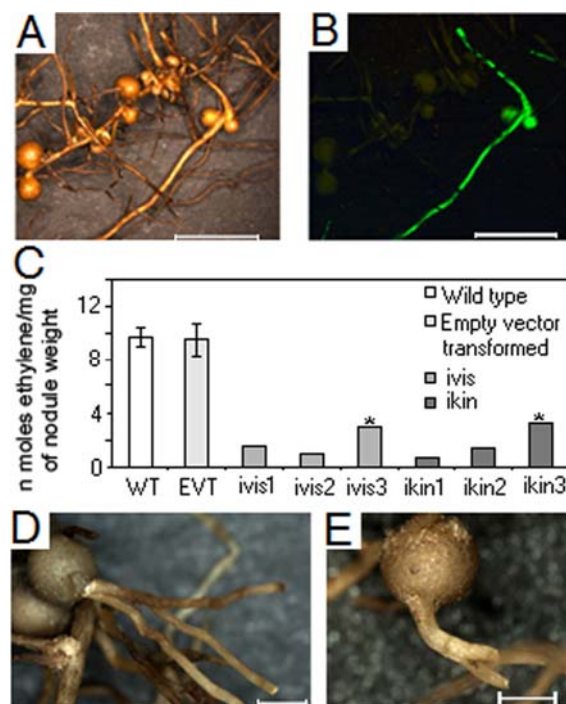 A
B
C
n moles ethylene/mg
of nodule weight
12
8
4
0
Wild type
Empty vector
transformed
ivis
ikin
*
*
WT EVT ivis1 ivis2 ivis3 ikin1 ikin2 ikin3
D
E